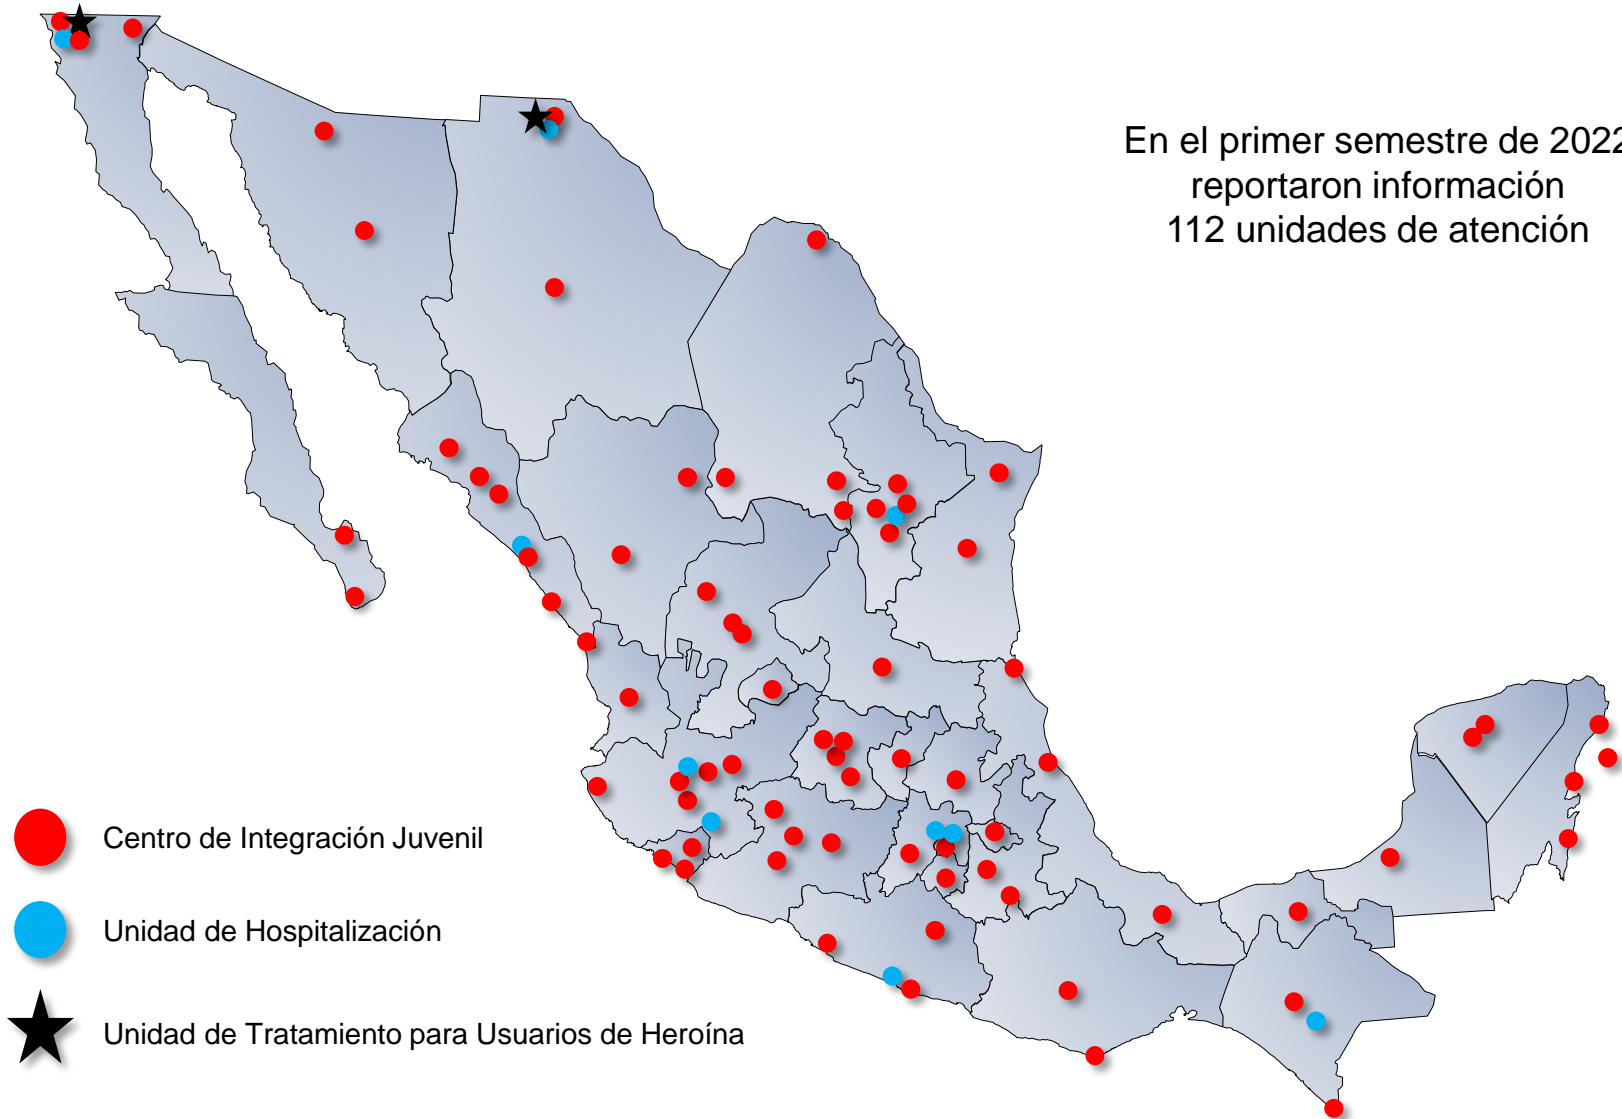 En el primer semestre de 2022
reportaron información
112 unidades de atención
Centro de Integración Juvenil
Unidad de Hospitalización
Unidad de Tratamiento para Usuarios de Heroína